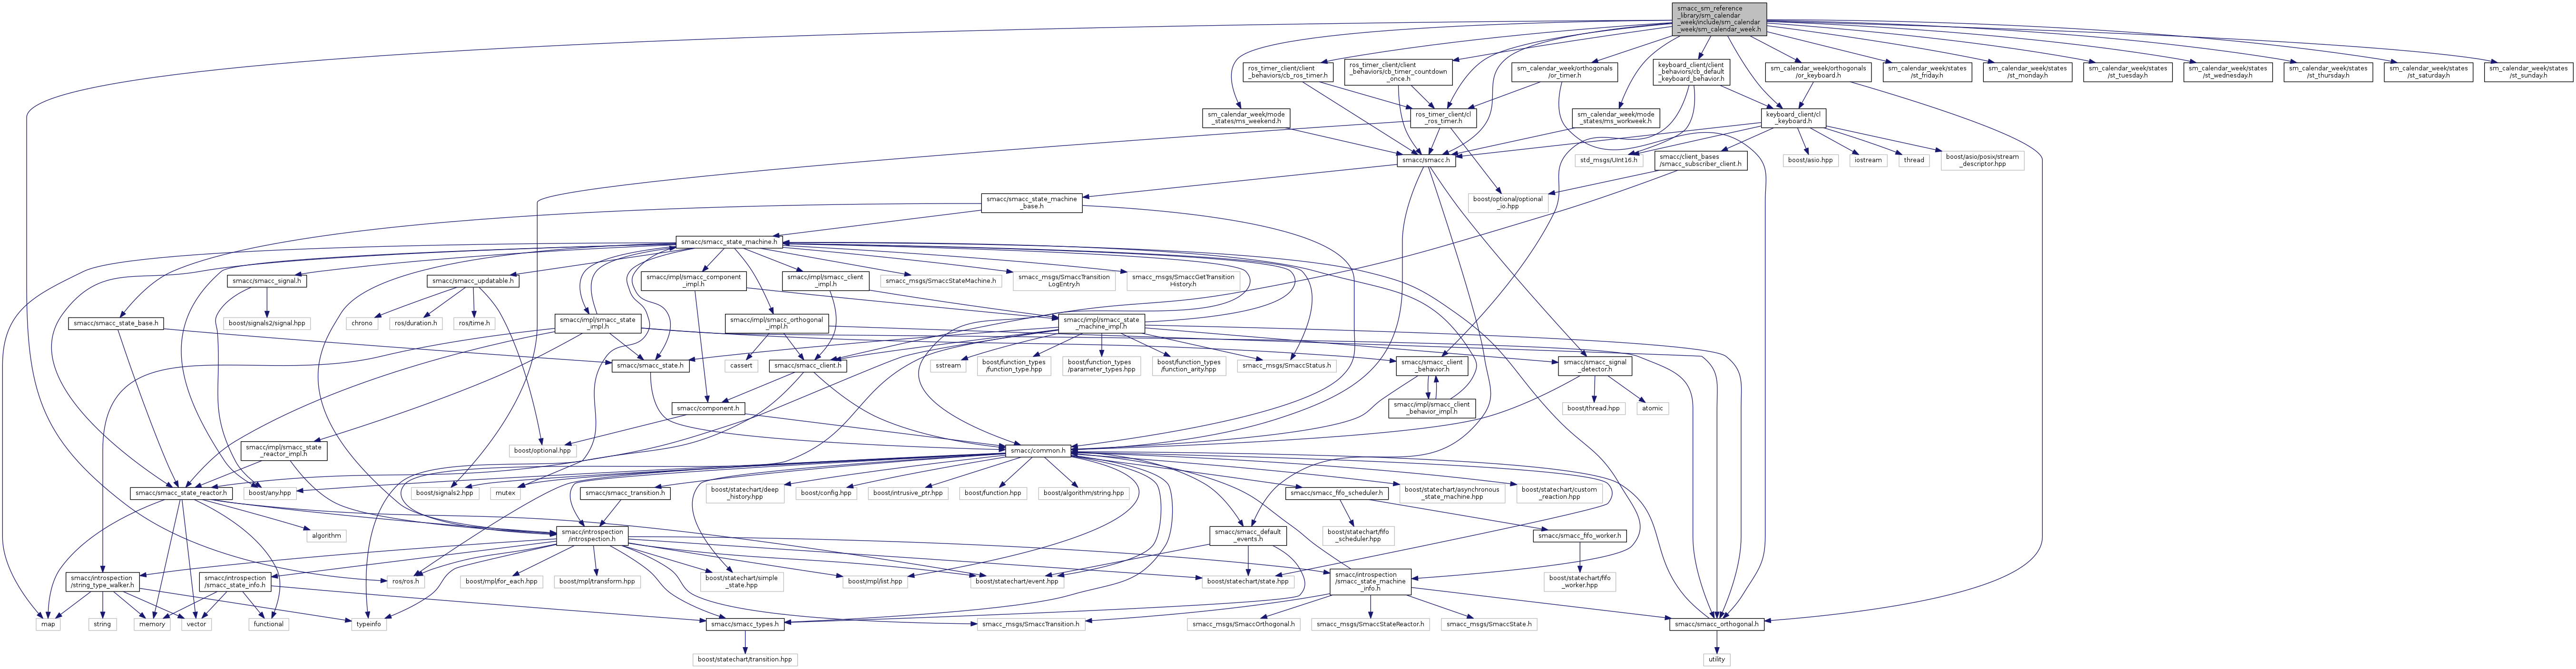 smacc_sm_reference
_library/sm_calendar
_week/include/sm_calendar
_week/sm_calendar_week.h
ros_timer_client/client
_behaviors/cb_ros_timer.h
ros_timer_client/client
_behaviors/cb_timer_countdown
_once.h
sm_calendar_week/orthogonals
/or_timer.h
keyboard_client/client
_behaviors/cb_default
_keyboard_behavior.h
sm_calendar_week/orthogonals
/or_keyboard.h
sm_calendar_week/states
/st_friday.h
sm_calendar_week/states
/st_monday.h
sm_calendar_week/states
/st_tuesday.h
sm_calendar_week/states
/st_wednesday.h
sm_calendar_week/states
/st_thursday.h
sm_calendar_week/states
/st_saturday.h
sm_calendar_week/states
/st_sunday.h
sm_calendar_week/mode
_states/ms_weekend.h
ros_timer_client/cl
_ros_timer.h
sm_calendar_week/mode
_states/ms_workweek.h
keyboard_client/cl
_keyboard.h
smacc/smacc.h
std_msgs/UInt16.h
smacc/client_bases
/smacc_subscriber_client.h
boost/asio.hpp
iostream
thread
boost/asio/posix/stream
_descriptor.hpp
smacc/smacc_state_machine
_base.h
boost/optional/optional
_io.hpp
smacc/smacc_state_machine.h
smacc/smacc_signal.h
smacc/smacc_updatable.h
smacc/impl/smacc_component
_impl.h
smacc/impl/smacc_client
_impl.h
smacc_msgs/SmaccStateMachine.h
smacc_msgs/SmaccTransition
LogEntry.h
smacc_msgs/SmaccGetTransition
History.h
smacc/smacc_state_base.h
boost/signals2/signal.hpp
chrono
ros/duration.h
ros/time.h
smacc/impl/smacc_state
_impl.h
smacc/impl/smacc_orthogonal
_impl.h
smacc/impl/smacc_state
_machine_impl.h
smacc/smacc_state.h
cassert
smacc/smacc_client.h
sstream
boost/function_types
/function_type.hpp
boost/function_types
/parameter_types.hpp
boost/function_types
/function_arity.hpp
smacc_msgs/SmaccStatus.h
smacc/smacc_client
_behavior.h
smacc/smacc_signal
_detector.h
smacc/component.h
smacc/impl/smacc_client
_behavior_impl.h
boost/thread.hpp
atomic
smacc/impl/smacc_state
_reactor_impl.h
boost/optional.hpp
smacc/common.h
smacc/smacc_state_reactor.h
boost/any.hpp
boost/signals2.hpp
mutex
smacc/smacc_transition.h
boost/statechart/deep
_history.hpp
boost/config.hpp
boost/intrusive_ptr.hpp
boost/function.hpp
boost/algorithm/string.hpp
smacc/smacc_fifo_scheduler.h
boost/statechart/asynchronous
_state_machine.hpp
boost/statechart/custom
_reaction.hpp
algorithm
smacc/introspection
/introspection.h
smacc/smacc_default
_events.h
boost/statechart/fifo
_scheduler.hpp
smacc/smacc_fifo_worker.h
smacc/introspection
/string_type_walker.h
smacc/introspection
/smacc_state_info.h
ros/ros.h
boost/mpl/for_each.hpp
boost/mpl/transform.hpp
boost/statechart/simple
_state.hpp
boost/mpl/list.hpp
boost/statechart/event.hpp
boost/statechart/state.hpp
smacc/introspection
/smacc_state_machine
_info.h
boost/statechart/fifo
_worker.hpp
map
string
memory
vector
functional
typeinfo
smacc/smacc_types.h
smacc_msgs/SmaccTransition.h
smacc_msgs/SmaccOrthogonal.h
smacc_msgs/SmaccStateReactor.h
smacc_msgs/SmaccState.h
smacc/smacc_orthogonal.h
boost/statechart/transition.hpp
utility